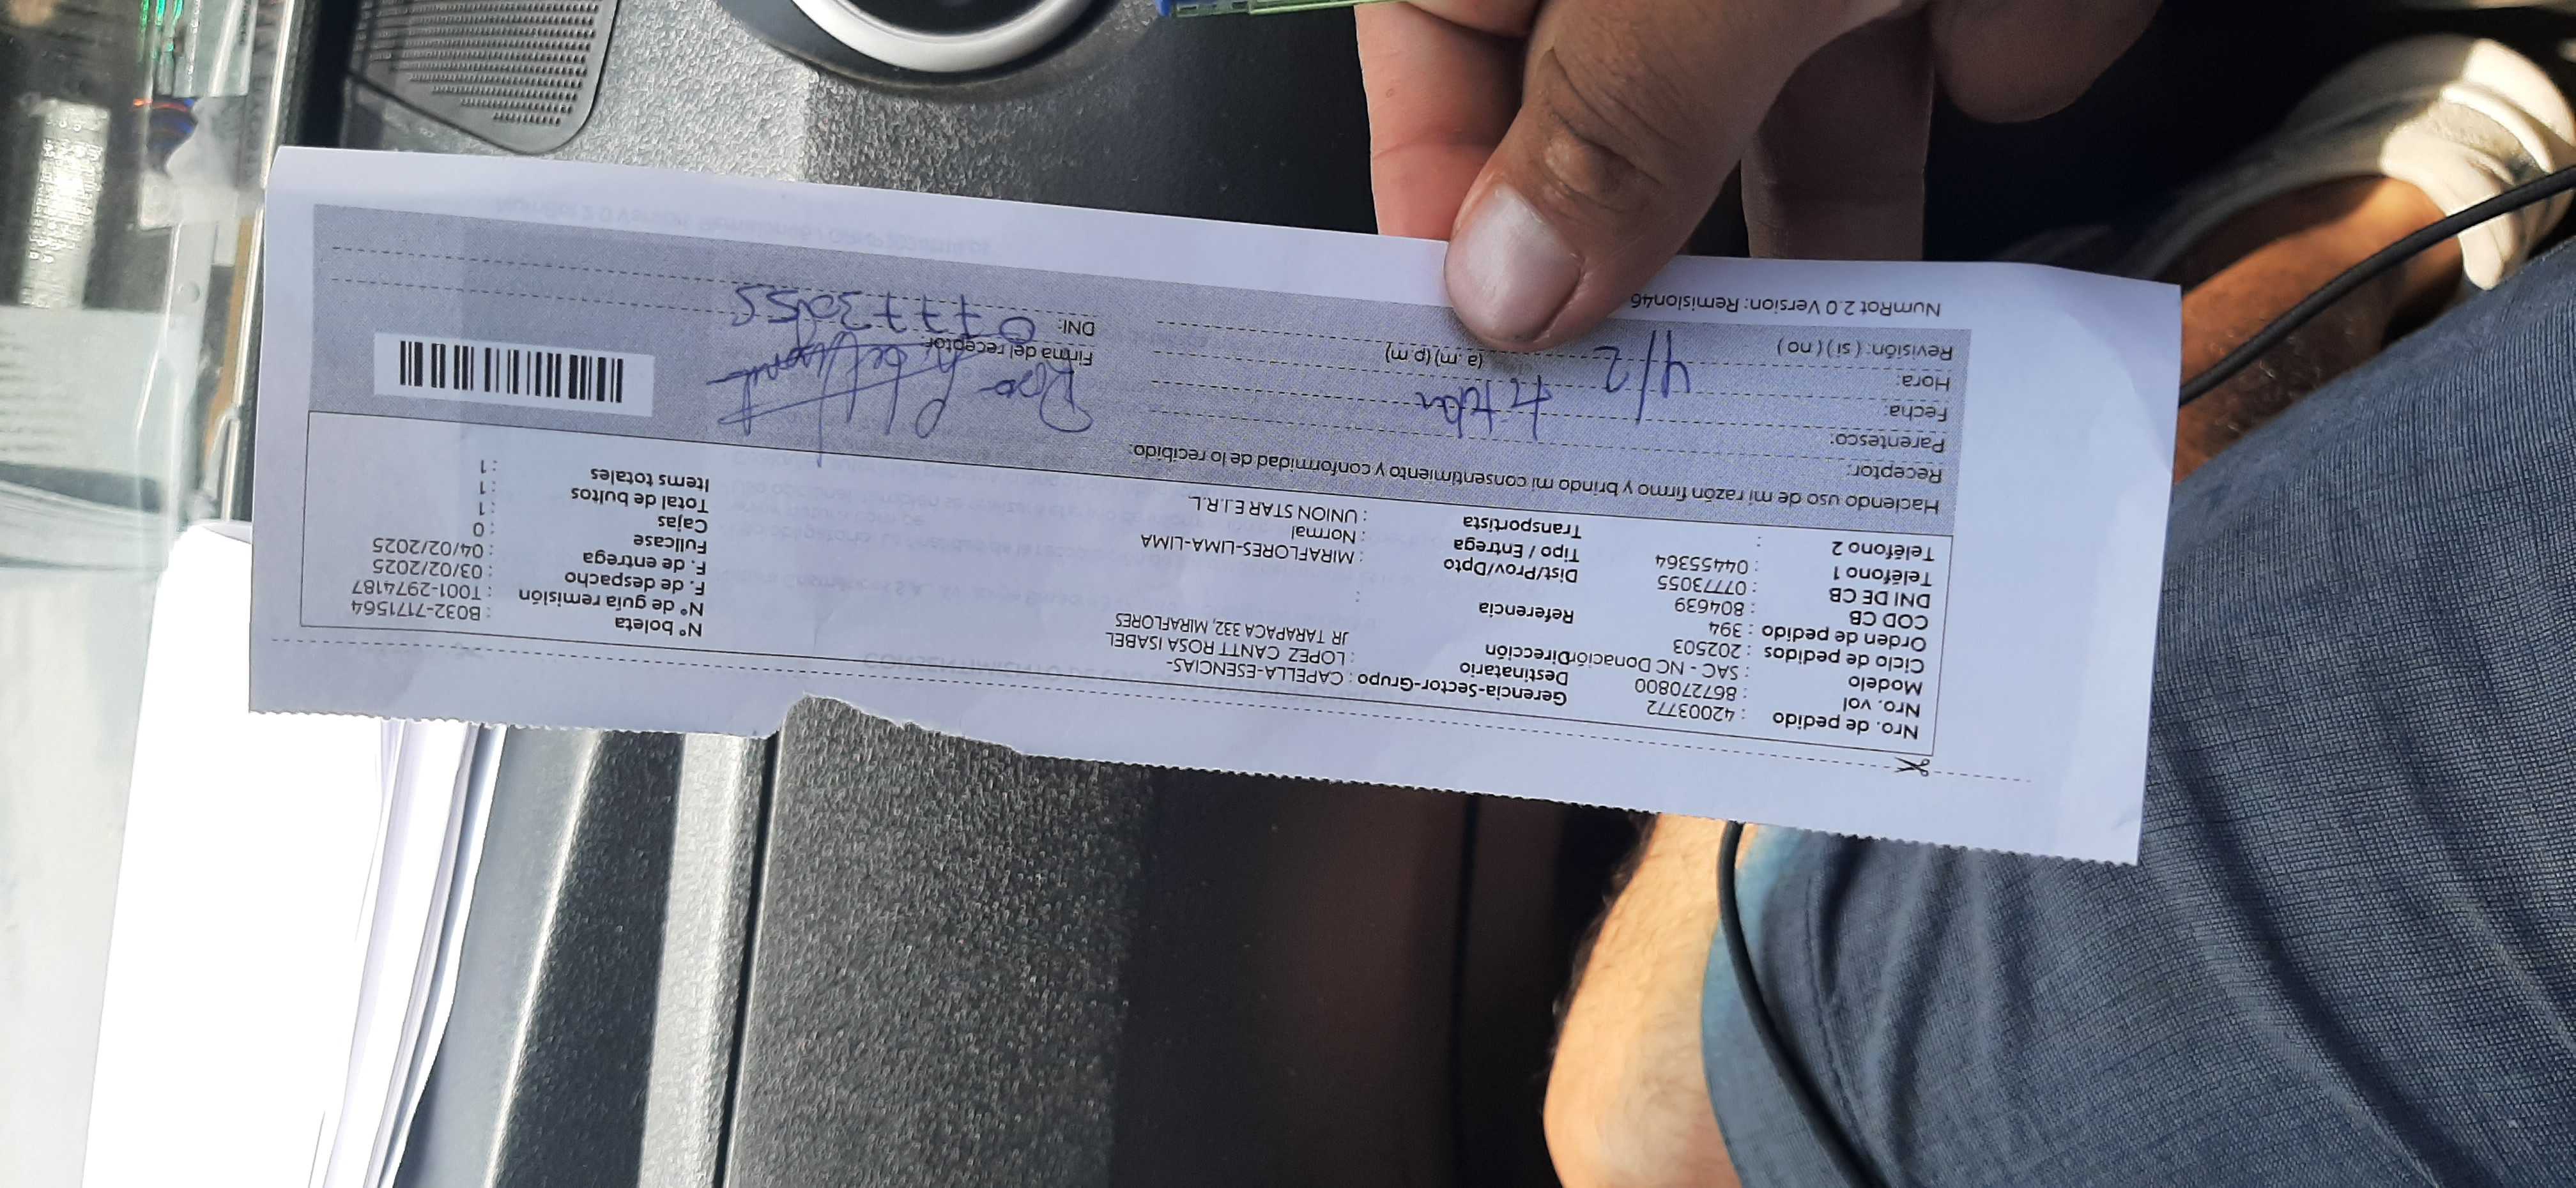 Nro. de pedido : 42003772
Nro. vol : 867270800
Modelo : SAC - NC Donación
Ciclo de pedidos : 202503
Orden de pedido : 394
COD CB : 804639
DNI DE CB : 07773055
Teléfono 1 : 04455364
Teléfono 2 :
Gerencia-Sector-Grupo : CAPELLA-ESENCIAS-
Destinatario : LOPEZ CANTT ROSA ISABEL
Dirección JR TARAPACA 332, MIRAFLORES
Referencia :
Dist/Prov/Dpto : MIRAFLORES-LIMA-LIMA
Tipo / Entrega : Normal
Transportista : UNION STAR E.I.R.L.
N° boleta : B032-7171564
N° de guía remisión : T001-2974187
F. de despacho : 03/02/2025
F. de entrega : 04/02/2025
Fullcase : 0
Cajas : 1
Total de bultos : 1
Items totales : 1
Haciendo uso de mi razón firmo y brindo mi consentimiento y conformidad de lo recibido.
Receptor:
Parentesco: titular
Fecha: 4/2
Hora: (a.m) (p.m)
Revisión: ( si ) ( no )
Firma del receptor:
DNI: 07773055
NumRot 2.0 Version: Remision46